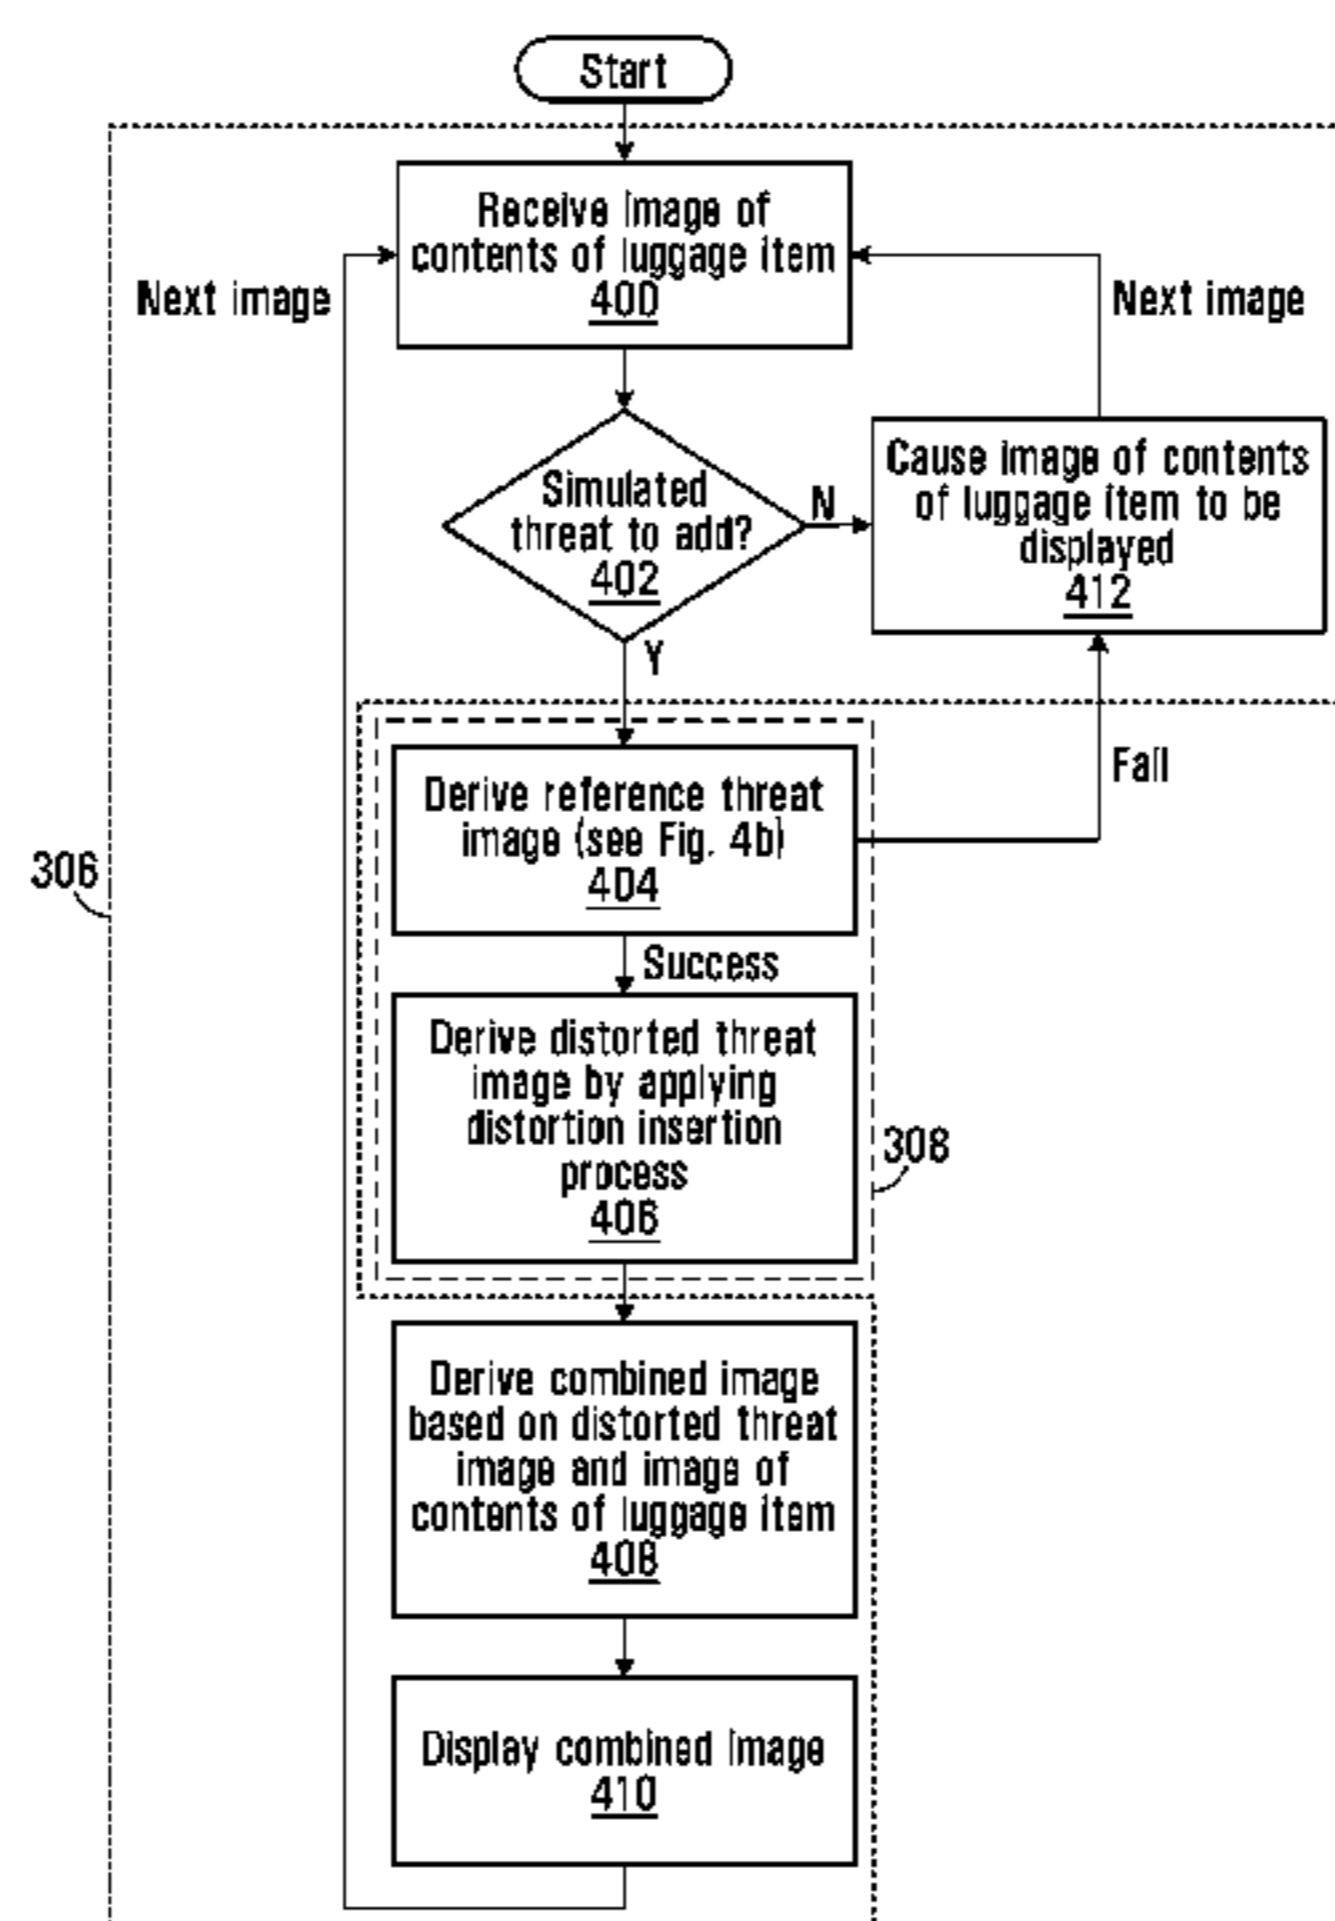 Start
Receive image of
contents of luggage item
400
Next image
Next image
Simulated
threat to add?
402
N
Cause image of contents
of luggage item to be
displayed
412
Y
Derive reference threat
image (see Fig. 4b)
404
Fail
306
Success
Derive distorted threat
image by applying
distortion insertion
process
406
308
Derive combined image
based on distorted threat
image and image of
contents of luggage item
408
Display combined image
410